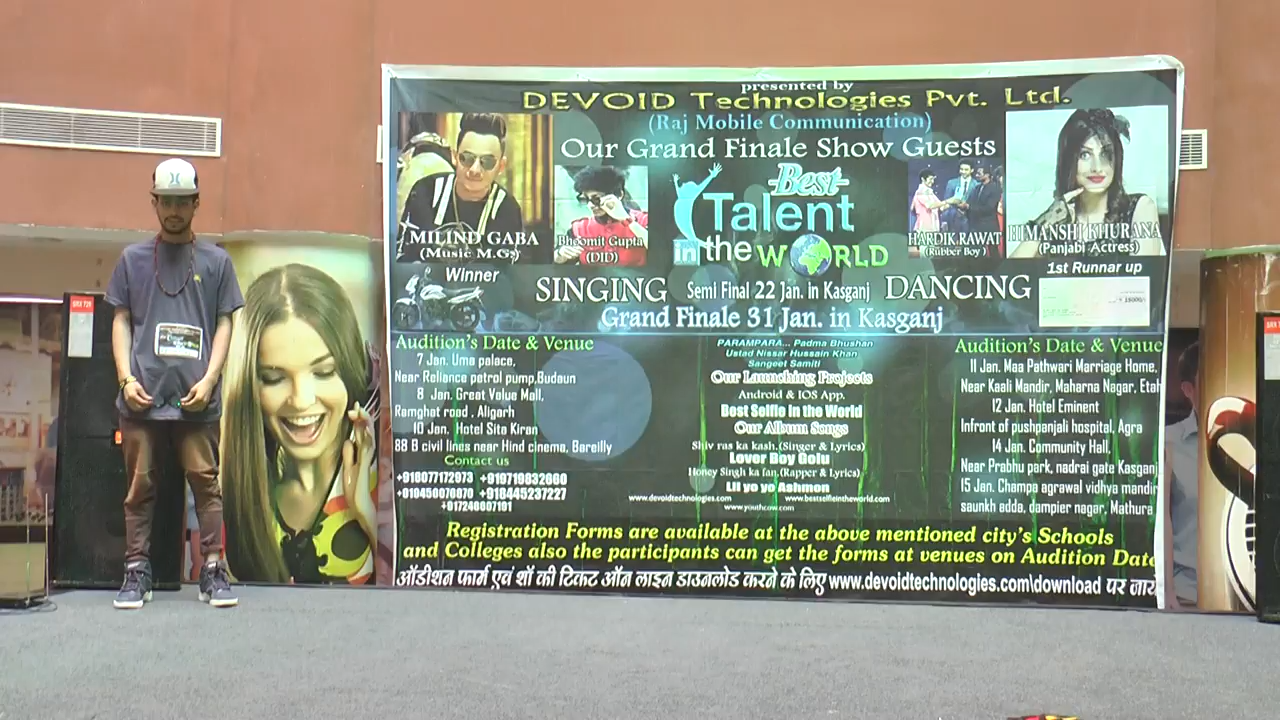 presented by
DEVOID Technologies Pvt. Ltd.
(Raj Mobile Communication)
Our Grand Finale Show Guests
Best
Talent
in the WORLD
MILIND GABA
(Music M.G)
Bhoomit Gupta
(DID)
HARDIK RAWAT
(Rubber Boy)
HIMANSHI KHURANA
(Panjabi Actress)
Winner
1st Runnar up
SINGING
Semi Final 22 Jan. in Kasganj
DANCING
Grand Finale 31 Jan. in Kasganj
Audition's Date & Venue
7 Jan. Uma palace,
Near Reliance petrol pump,Budaun
8 Jan. Great Value Mall,
Ramghat road , Aligarh
10 Jan. Hotel Sita Kiran
88 B civil lines near Hind cinema, Bareilly
Contact us
+918077172973 +919719832660
+918445237227
PARAMPARA... Padma Bhushan
Ustad Nissar Hussain Khan
Sangeet Samiti
Our Launching Projects
Android & IOS App.
Best Selfie in the World
Our Album Songs
Shiv ras ka kash.(Singer & Lyrics)
Lover Boy Golu
Honey Singh ka fan.(Rapper & Lyrics)
Lil yo yo Ashmon
www.devoidtechnologies.com www.bestselfieintheworld.com
www.youthcow.com
Audition's Date & Venue
11 Jan. Maa Pathwari Marriage Home,
Near Kaali Mandir, Maharna Nagar, Etah
12 Jan. Hotel Eminent
Infront of pushpanjali hospital, Agra
14 Jan. Community Hall,
Near Prabhu park, nadrai gate Kasganj
15 Jan. Champa agrawal vidhya mandir
saunkh adda, dampier nagar, Mathura
Registration Forms are available at the above mentioned city's Schools
and Colleges also the participants can get the forms at venues on Audition Date
ऑडीशन फार्म एवं शॉ की टिकट ऑन लाइन डाउनलोड करने के लिए www.devoidtechnologies.com\download पर जाये